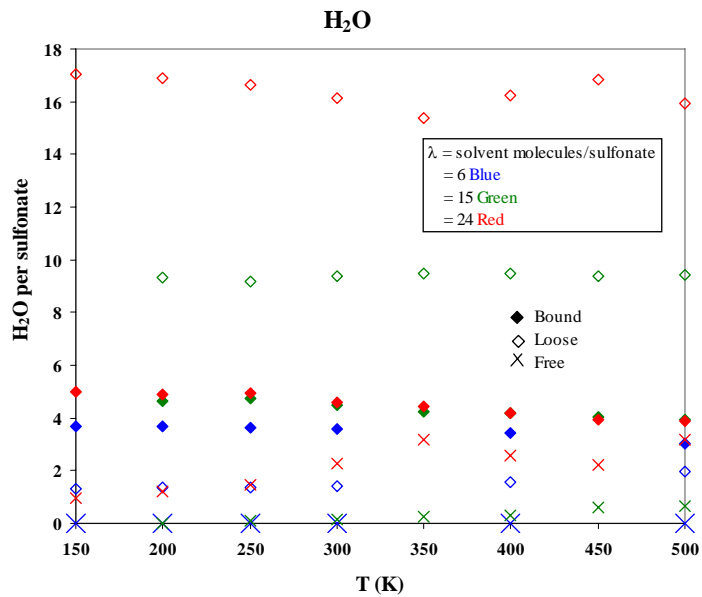 H₂O
18
16
14
12
10
8
6
4
2
0
H₂O per sulfonate
λ = solvent molecules/sulfonate
= 6 Blue
= 15 Green
= 24 Red
Bound
Loose
Free
150 200 250 300 350 400 450 500
T (K)